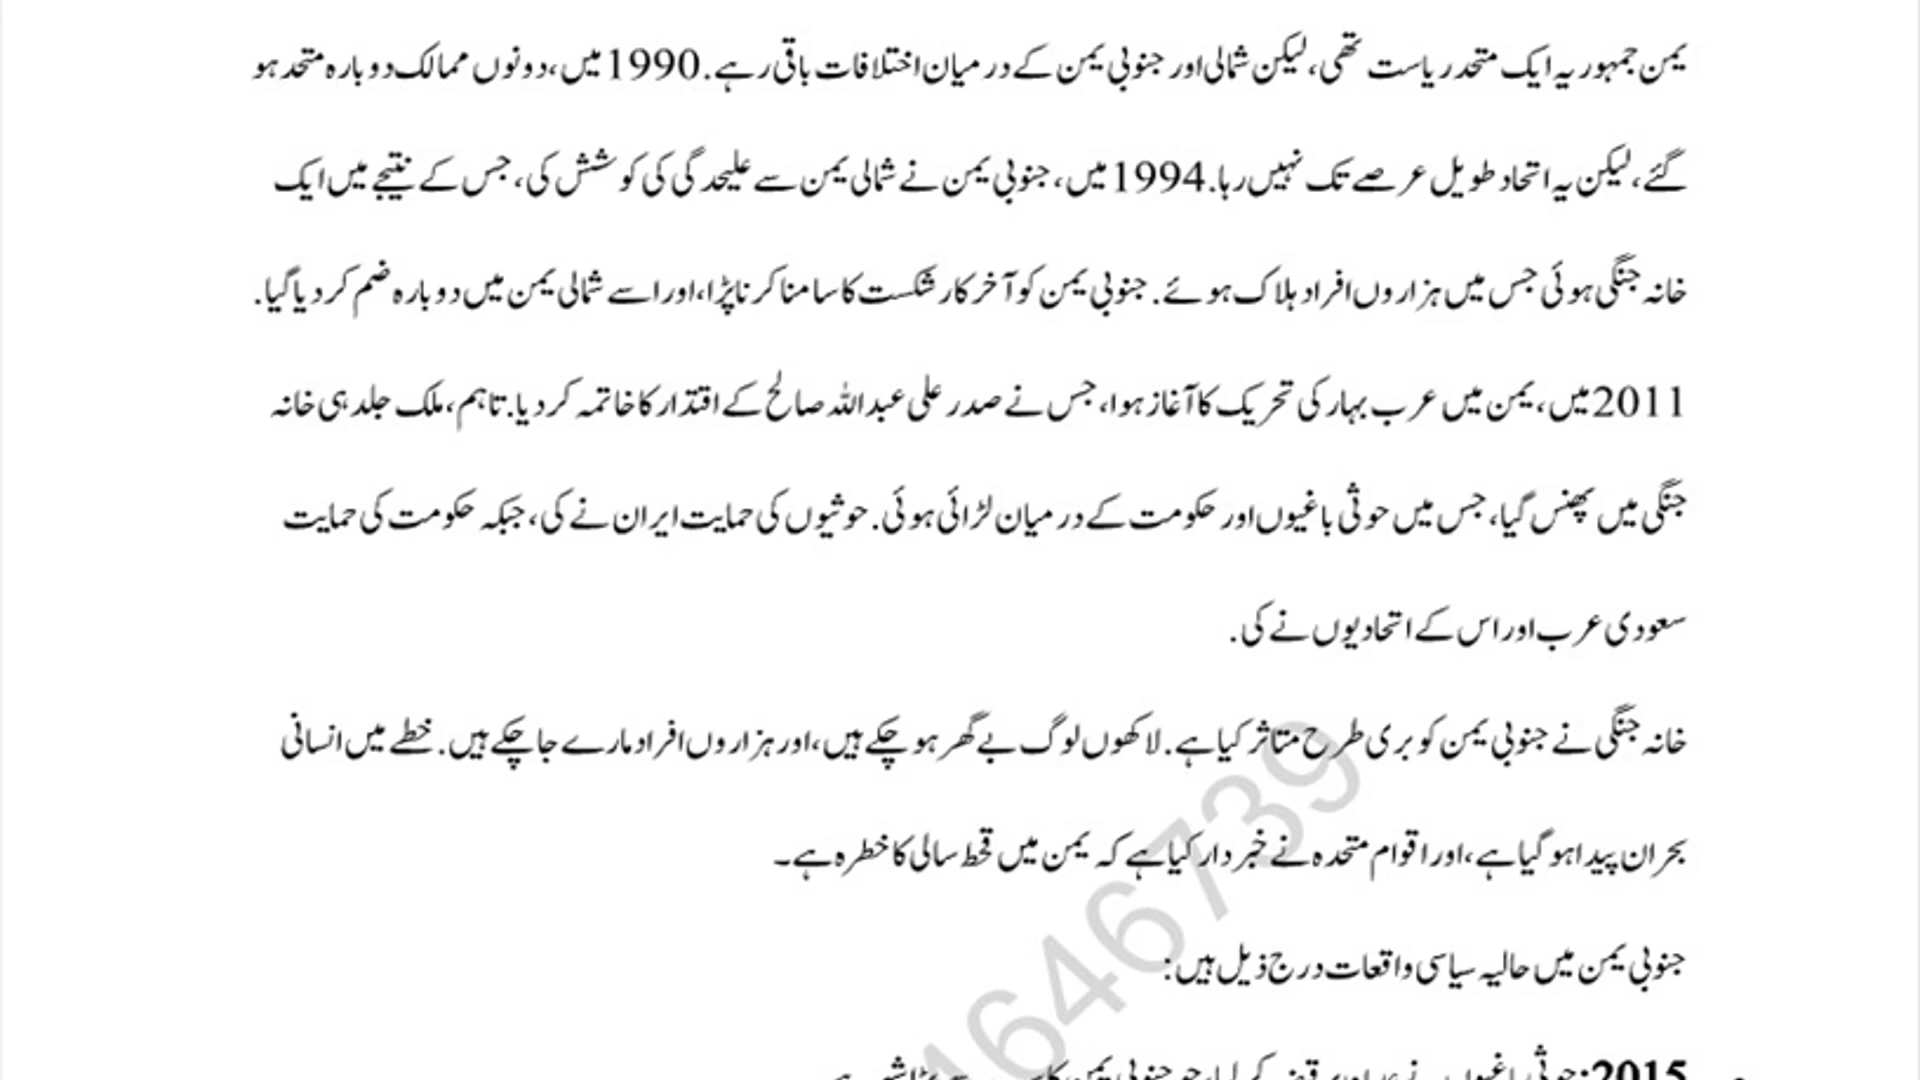 یمن جمہوریہ ایک متحد ریاست تھی، لیکن شمالی اور جنوبی یمن کے درمیان اختلافات باقی رہے. 1990 میں، دونوں ممالک دوبارہ متحد ہو
گئے، لیکن یہ اتحاد طویل عرصے تک نہیں رہا. 1994 میں، جنوبی یمن نے شمالی یمن سے علیحدگی کی کوشش کی، جس کے نتیجے میں ایک
خانہ جنگی ہوئی جس میں ہزاروں افراد ہلاک ہوئے. جنوبی یمن کو آخر کار شکست کا سامنا کرنا پڑا، اور اسے شمالی یمن میں دوبارہ ضم کر دیا گیا.
2011 میں، یمن میں عرب بہار کی تحریک کا آغاز ہوا، جس نے صدر علی عبداللہ صالح کے اقتذار کا خاتمہ کر دیا. تاہم، ملک جلد ہی خانہ
جنگی میں پھنس گیا، جس میں حوثی باغیوں اور حکومت کے درمیان لڑائی ہوئی. حوثیوں کی حمایت ایران نے کی، جبکہ حکومت کی حمایت
سعودی عرب اور اس کے اتحادیوں نے کی.
خانہ جنگی نے جنوبی یمن کو بری طرح متاثر کیا ہے. لاکھوں لوگ بے گھر ہو چکے ہیں، اور ہزاروں افراد مارے جا چکے ہیں. خطے میں انسانی
بحران پیدا ہو گیا ہے، اور اقوام متحدہ نے خبردار کیا ہے کہ یمن میں قحط سالی کا خطرہ ہے۔
جنوبی یمن میں حالیہ سیاسی واقعات درج ذیل ہیں:
2015: حوثی باغیوں نے
646739